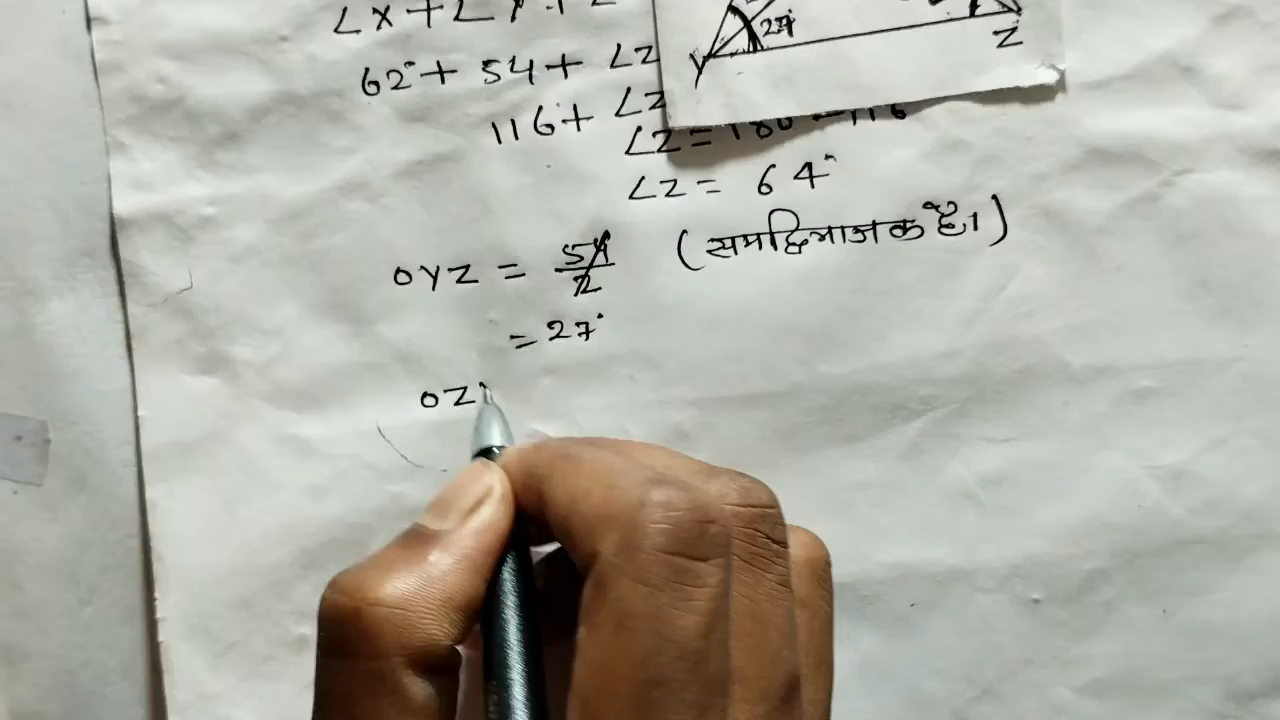 ∠X + ∠Y +
62° + 54 + ∠Z
116 + ∠Z
∠Z = 180 - 116
∠Z = 64°
OYZ = 54/2 (समद्विभाजक है।)
= 27°
OZ
27°
Y
Z